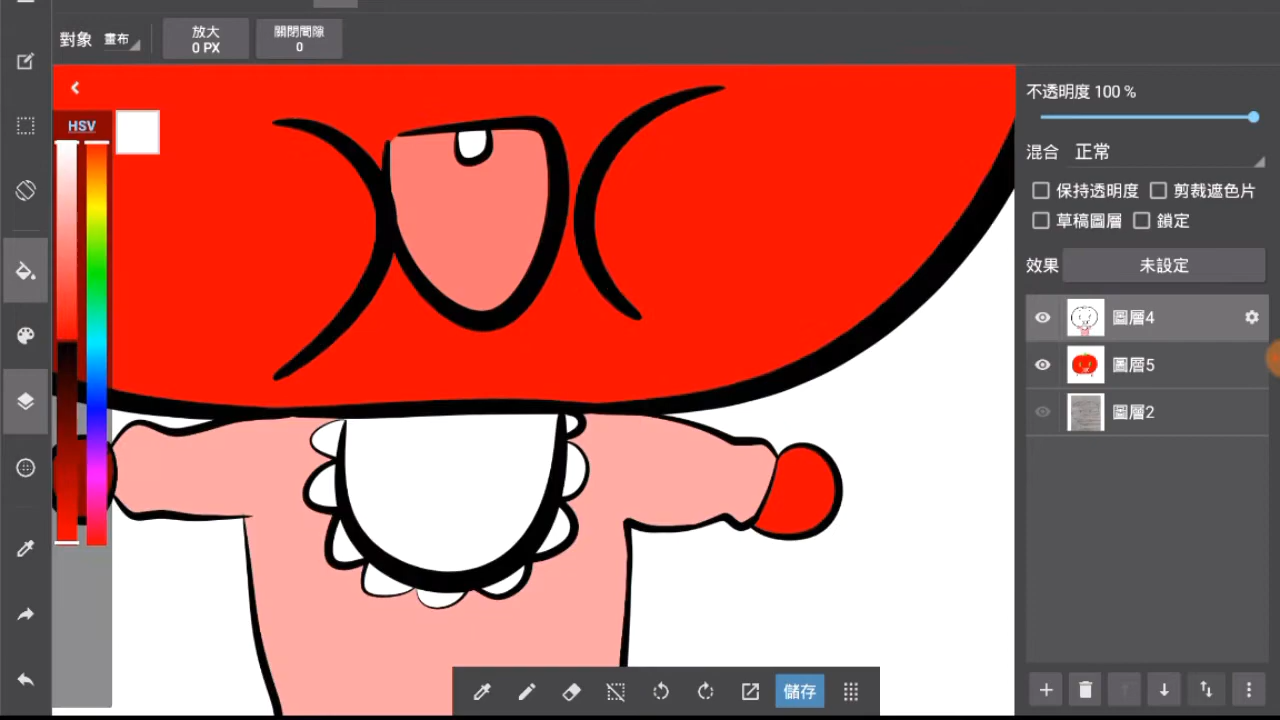 對象 畫布
放大
0 PX
關閉間隙
0
HSV
不透明度 100 %
混合 正常
保持透明度 剪裁遮色片
草稿圖層 鎖定
效果 未設定
圖層4
圖層5
圖層2
儲存